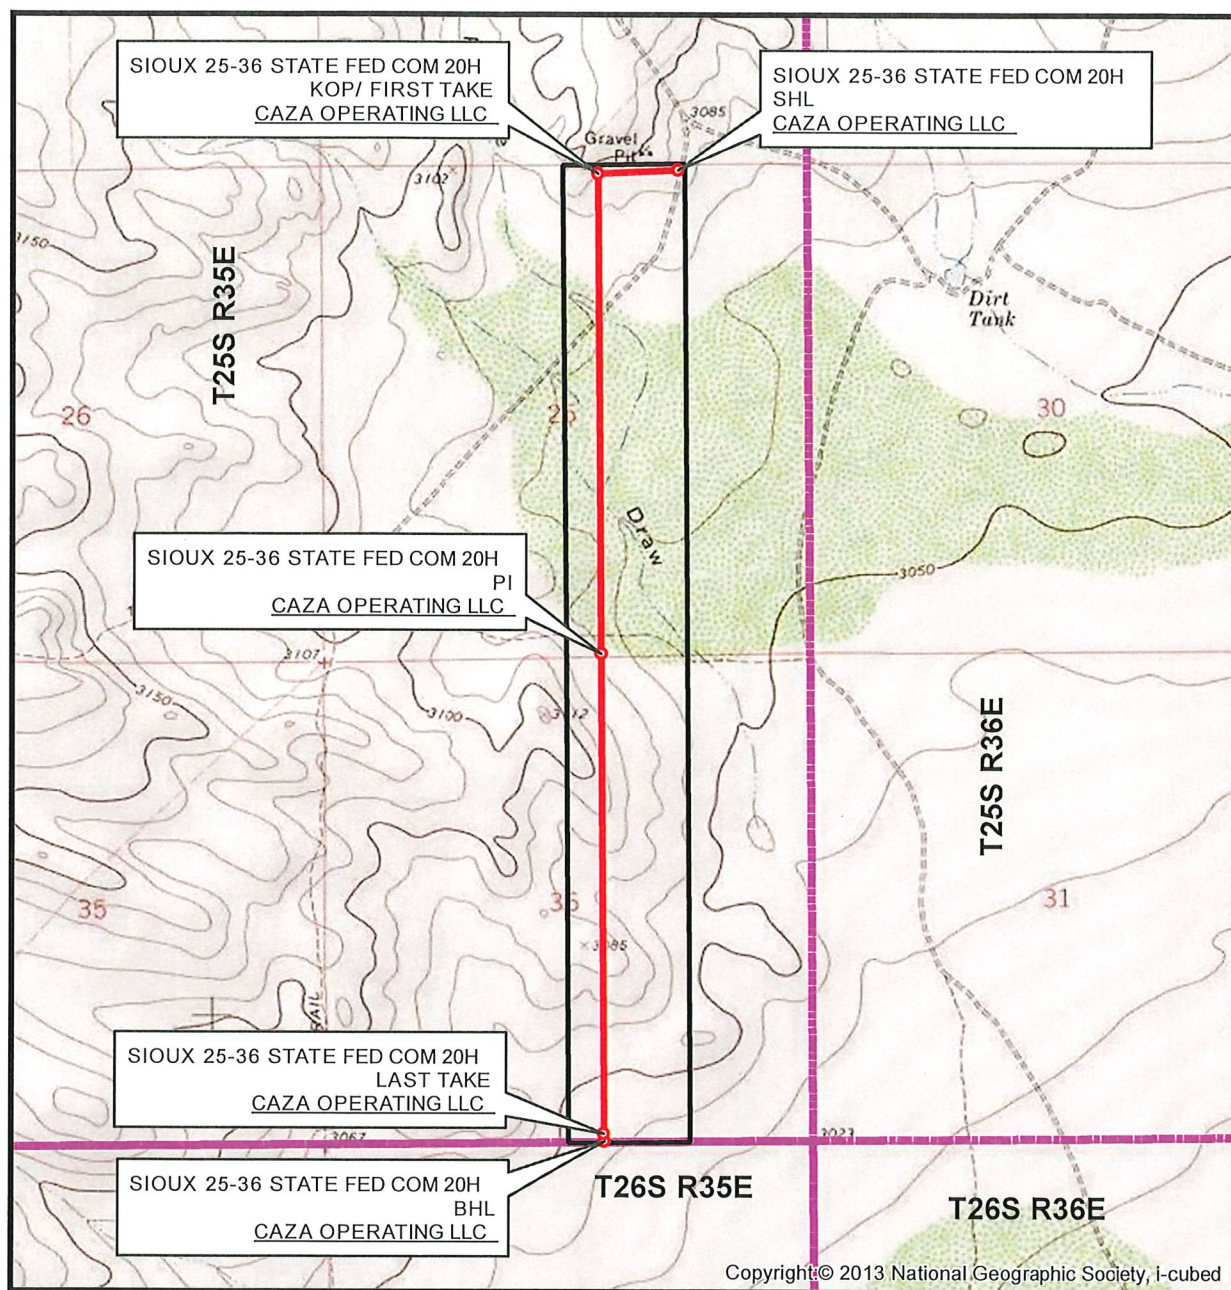 SIOUX 25-36 STATE FED COM 20H
KOP/ FIRST TAKE
CAZA OPERATING LLC
SIOUX 25-36 STATE FED COM 20H
SHL
CAZA OPERATING LLC
3085
Gravel
Pit
3102
3150
T25S R35E
Dirt
Tank
26
25
30
Draw
SIOUX 25-36 STATE FED COM 20H
PI
CAZA OPERATING LLC
3050
3107
3150
3100
3112
T25S R36E
35
36
31
3085
SIOUX 25-36 STATE FED COM 20H
LAST TAKE
CAZA OPERATING LLC
3067
3023
SIOUX 25-36 STATE FED COM 20H
BHL
CAZA OPERATING LLC
T26S R35E
T26S R36E
Copyright:© 2013 National Geographic Society, i-cubed